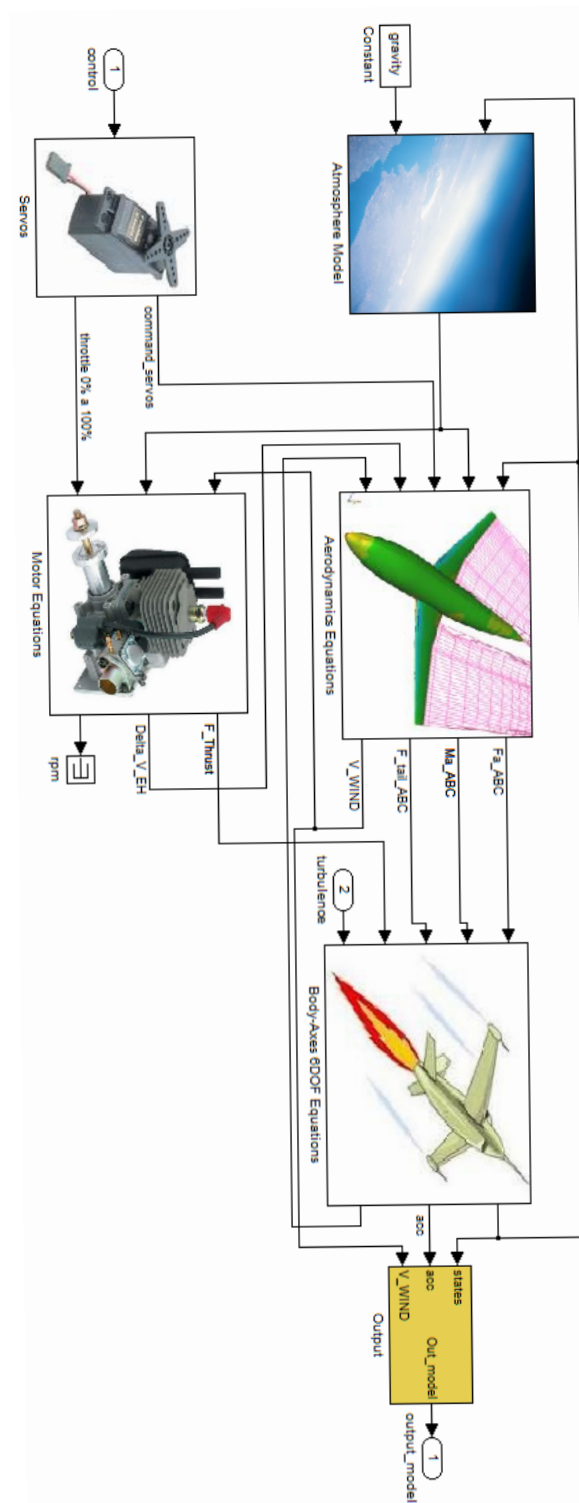 gravity
Constant
Atmosphere Model
1
control
Servos
command_servos
throttle 0% a 100%
Aerodynamics Equations
Fa_ABC
Ma_ABC
F_tail_ABC
V_WIND
Motor Equations
F_Thrust
Delta_V_EH
rpm
2
turbulence
Body-Axes 6DOF Equations
acc
states
acc
V_WIND
Out_model
Output
1
output_model